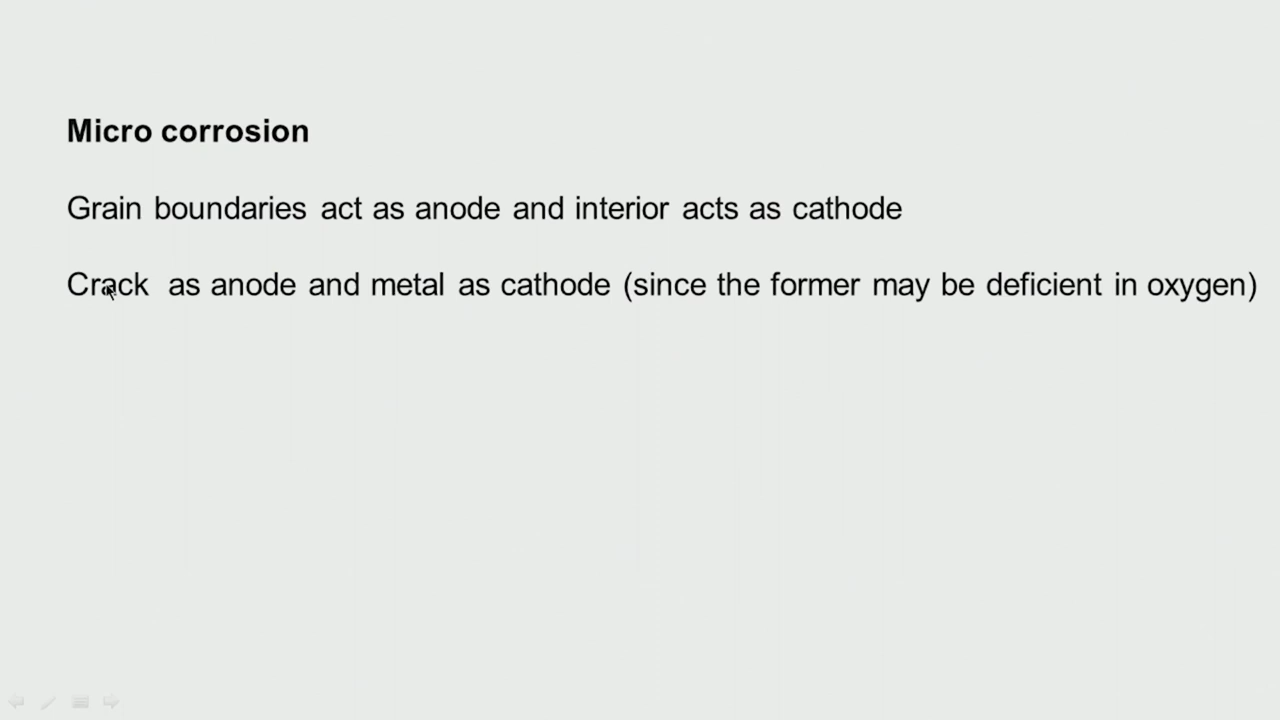 Micro corrosion
Grain boundaries act as anode and interior acts as cathode
Crack as anode and metal as cathode (since the former may be deficient in oxygen)